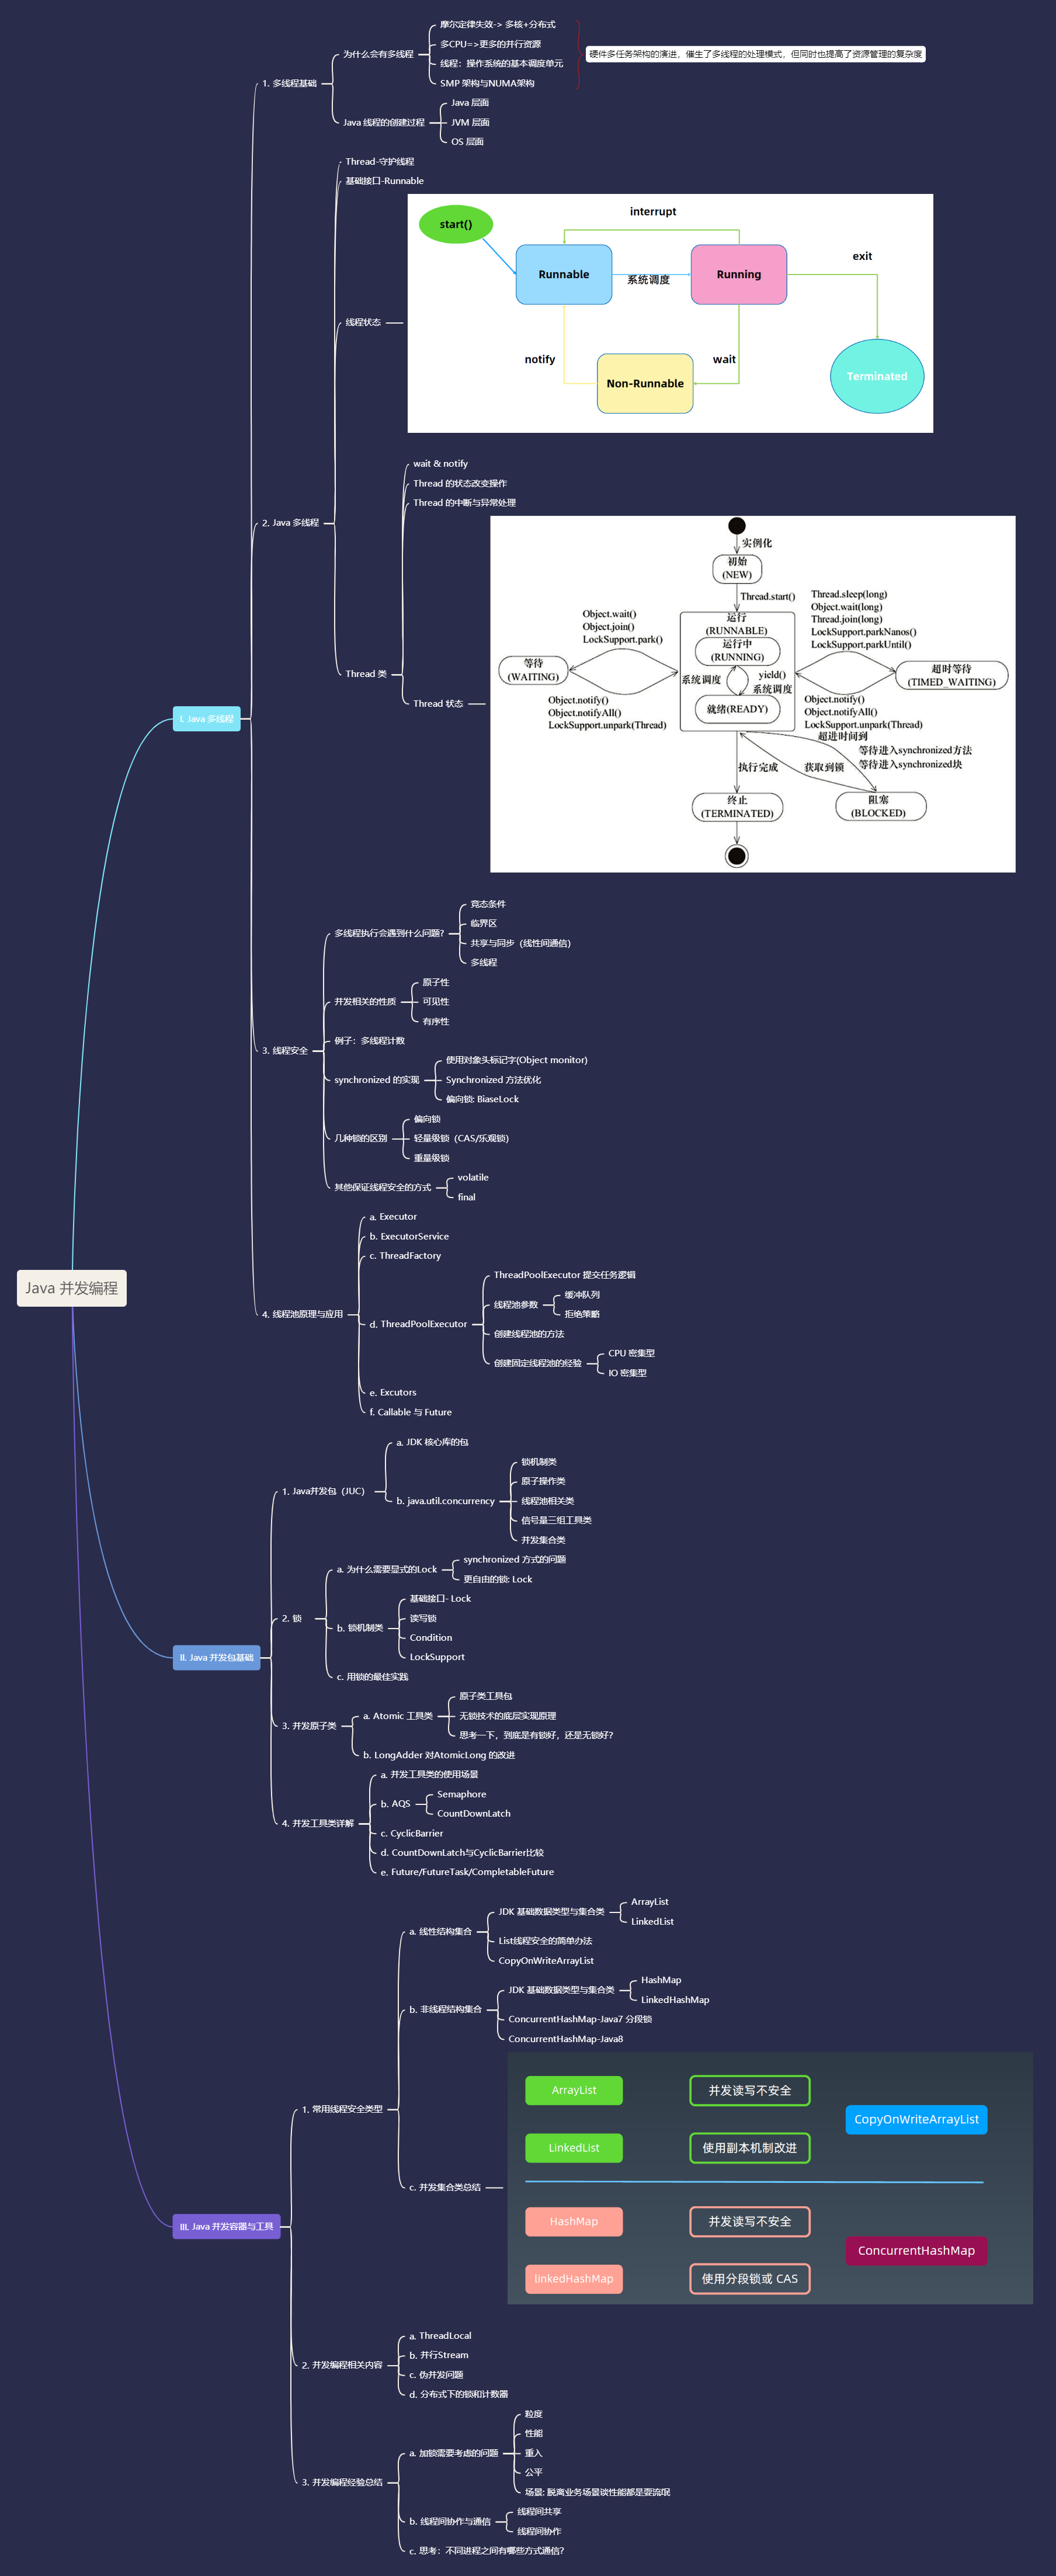 Java 并发编程
I. Java 多线程
1. 多线程基础
为什么会有多线程
摩尔定律失效-> 多核+分布式
多CPU=>更多的并行资源
线程：操作系统的基本调度单元
SMP 架构与NUMA架构
硬件多任务架构的演进，催生了多线程的处理模式，但同时也提高了资源管理的复杂度
Java 线程的创建过程
Java 层面
JVM 层面
OS 层面
2. Java 多线程
Thread-守护线程
基础接口-Runnable
线程状态
start()
interrupt
Runnable
系统调度
Running
exit
notify
wait
Non-Runnable
Terminated
Thread 类
wait & notify
Thread 的状态改变操作
Thread 的中断与异常处理
Thread 状态
实例化
初始
(NEW)
Thread.start()
Object.wait()
Object.join()
LockSupport.park()
等待
(WAITING)
Object.notify()
Object.notifyAll()
LockSupport.unpark(Thread)
运行
(RUNNABLE)
运行中
(RUNNING)
系统调度
yield()
系统调度
就绪(READY)
Thread.sleep(long)
Object.wait(long)
Thread.join(long)
LockSupport.parkNanos()
LockSupport.parkUntil()
超时等待
(TIMED_WAITING)
Object.notify()
Object.notifyAll()
LockSupport.unpark(Thread)
超进时间到
等待进入synchronized方法
等待进入synchronized块
执行完成
获取到锁
终止
(TERMINATED)
阻塞
(BLOCKED)
3. 线程安全
多线程执行会遇到什么问题?
竞态条件
临界区
共享与同步（线性间通信）
多线程
并发相关的性质
原子性
可见性
有序性
例子：多线程计数
synchronized 的实现
使用对象头标记字(Object monitor)
Synchronized 方法优化
偏向锁: BiaseLock
几种锁的区别
偏向锁
轻量级锁（CAS/乐观锁）
重量级锁
其他保证线程安全的方式
volatile
final
4. 线程池原理与应用
a. Executor
b. ExecutorService
c. ThreadFactory
d. ThreadPoolExecutor
ThreadPoolExecutor 提交任务逻辑
线程池参数
缓冲队列
拒绝策略
创建线程池的方法
创建固定线程池的经验
CPU 密集型
IO 密集型
e. Excutors
f. Callable 与 Future
II. Java 并发包基础
1. Java并发包（JUC）
a. JDK 核心库的包
b. java.util.concurrency
锁机制类
原子操作类
线程池相关类
信号量三组工具类
并发集合类
2. 锁
a. 为什么需要显式的Lock
synchronized 方式的问题
更自由的锁: Lock
b. 锁机制类
基础接口- Lock
读写锁
Condition
LockSupport
c. 用锁的最佳实践
3. 并发原子类
a. Atomic 工具类
原子类工具包
无锁技术的底层实现原理
思考一下，到底是有锁好，还是无锁好?
b. LongAdder 对AtomicLong 的改进
4. 并发工具类详解
a. 并发工具类的使用场景
b. AQS
Semaphore
CountDownLatch
c. CyclicBarrier
d. CountDownLatch与CyclicBarrier比较
e. Future/FutureTask/CompletableFuture
III. Java 并发容器与工具
1. 常用线程安全类型
a. 线性结构集合
JDK 基础数据类型与集合类
ArrayList
LinkedList
List线程安全的简单办法
CopyOnWriteArrayList
b. 非线程结构集合
JDK 基础数据类型与集合类
HashMap
LinkedHashMap
ConcurrentHashMap-Java7 分段锁
ConcurrentHashMap-Java8
c. 并发集合类总结
ArrayList
并发读写不安全
CopyOnWriteArrayList
LinkedList
使用副本机制改进
HashMap
并发读写不安全
ConcurrentHashMap
linkedHashMap
使用分段锁或 CAS
2. 并发编程相关内容
a. ThreadLocal
b. 并行Stream
c. 伪并发问题
d. 分布式下的锁和计数器
3. 并发编程经验总结
a. 加锁需要考虑的问题
粒度
性能
重入
公平
场景: 脱离业务场景谈性能都是耍流氓
b. 线程间协作与通信
线程间共享
线程间协作
c. 思考：不同进程之间有哪些方式通信?